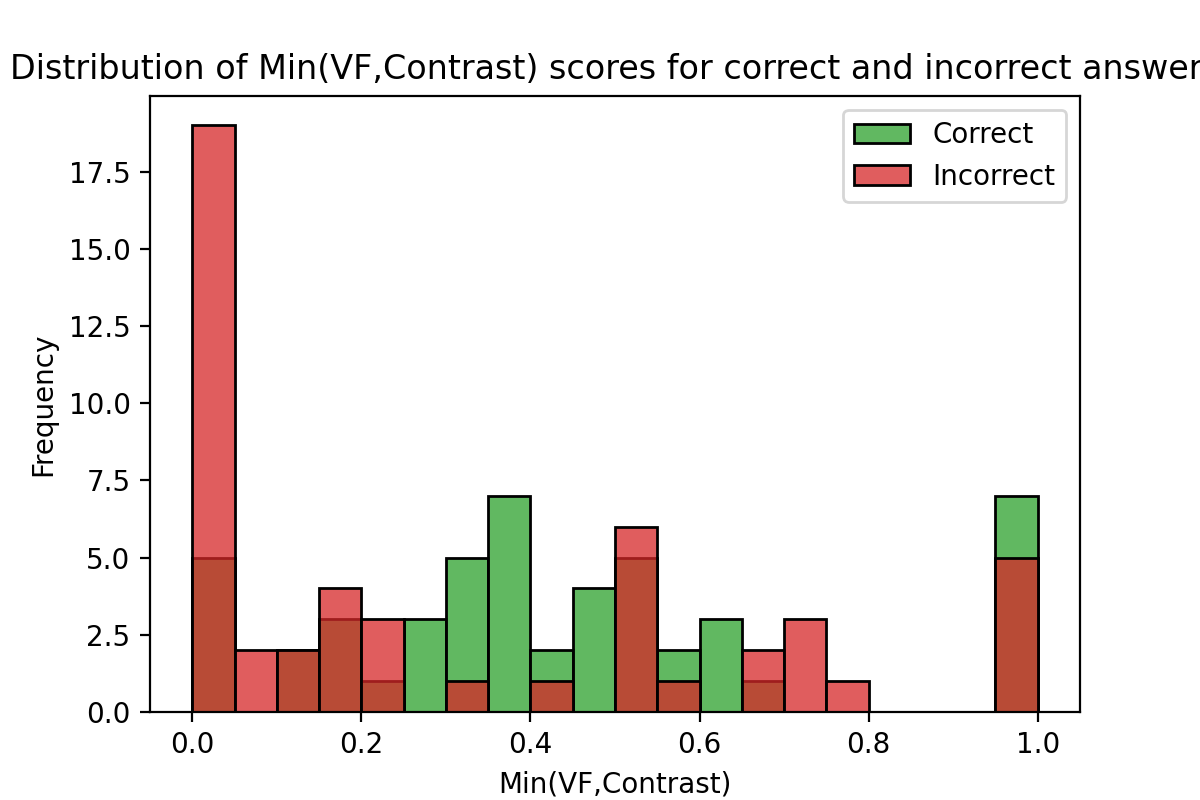 Distribution of Min(VF,Contrast) scores for correct and incorrect answer
Correct
Incorrect
Frequency
17.5
15.0
12.5
10.0
7.5
5.0
2.5
0.0
0.0 0.2 0.4 0.6 0.8 1.0
Min(VF,Contrast)